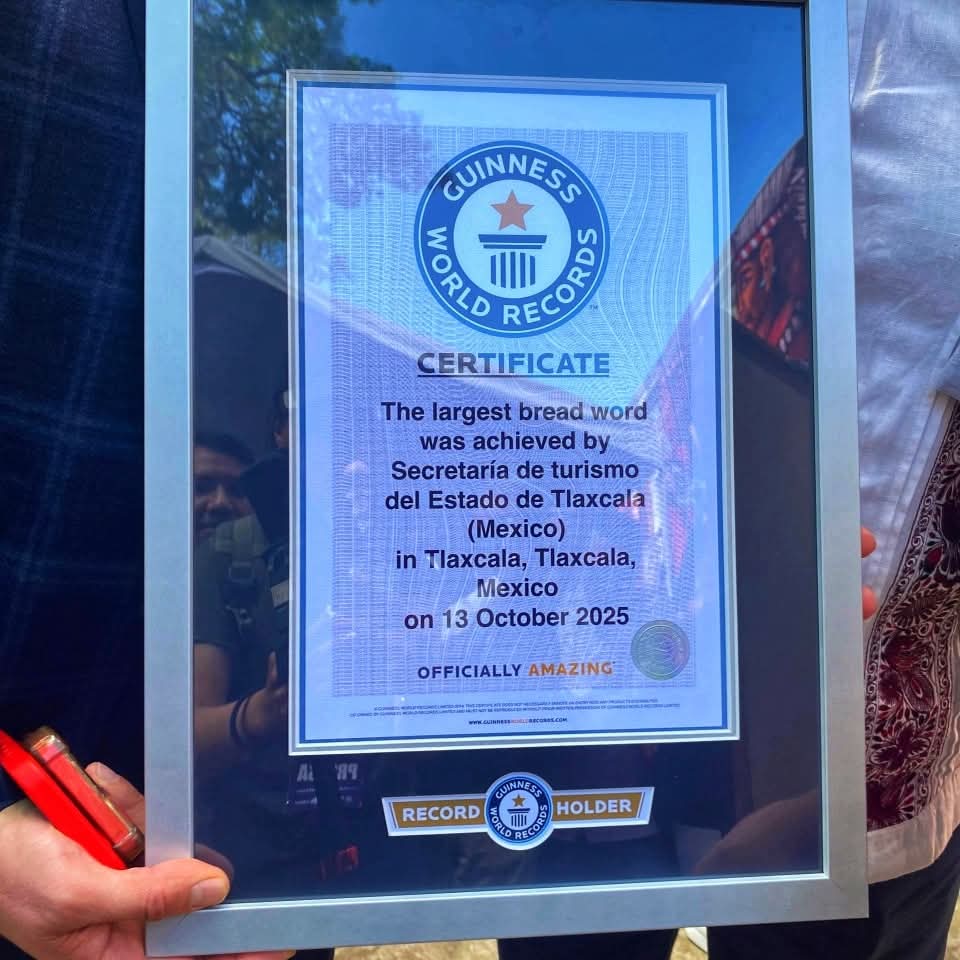 GUINNESS
WORLD RECORDS
TM
CERTIFICATE
The largest bread word
was achieved by
Secretaría de turismo
del Estado de Tlaxcala
(Mexico)
in Tlaxcala, Tlaxcala,
Mexico
on 13 October 2025
OFFICIALLY AMAZING
WWW.GUINNESSWORLDRECORDS.COM
RECORD
GUINNESS
WORLD RECORDS
HOLDER